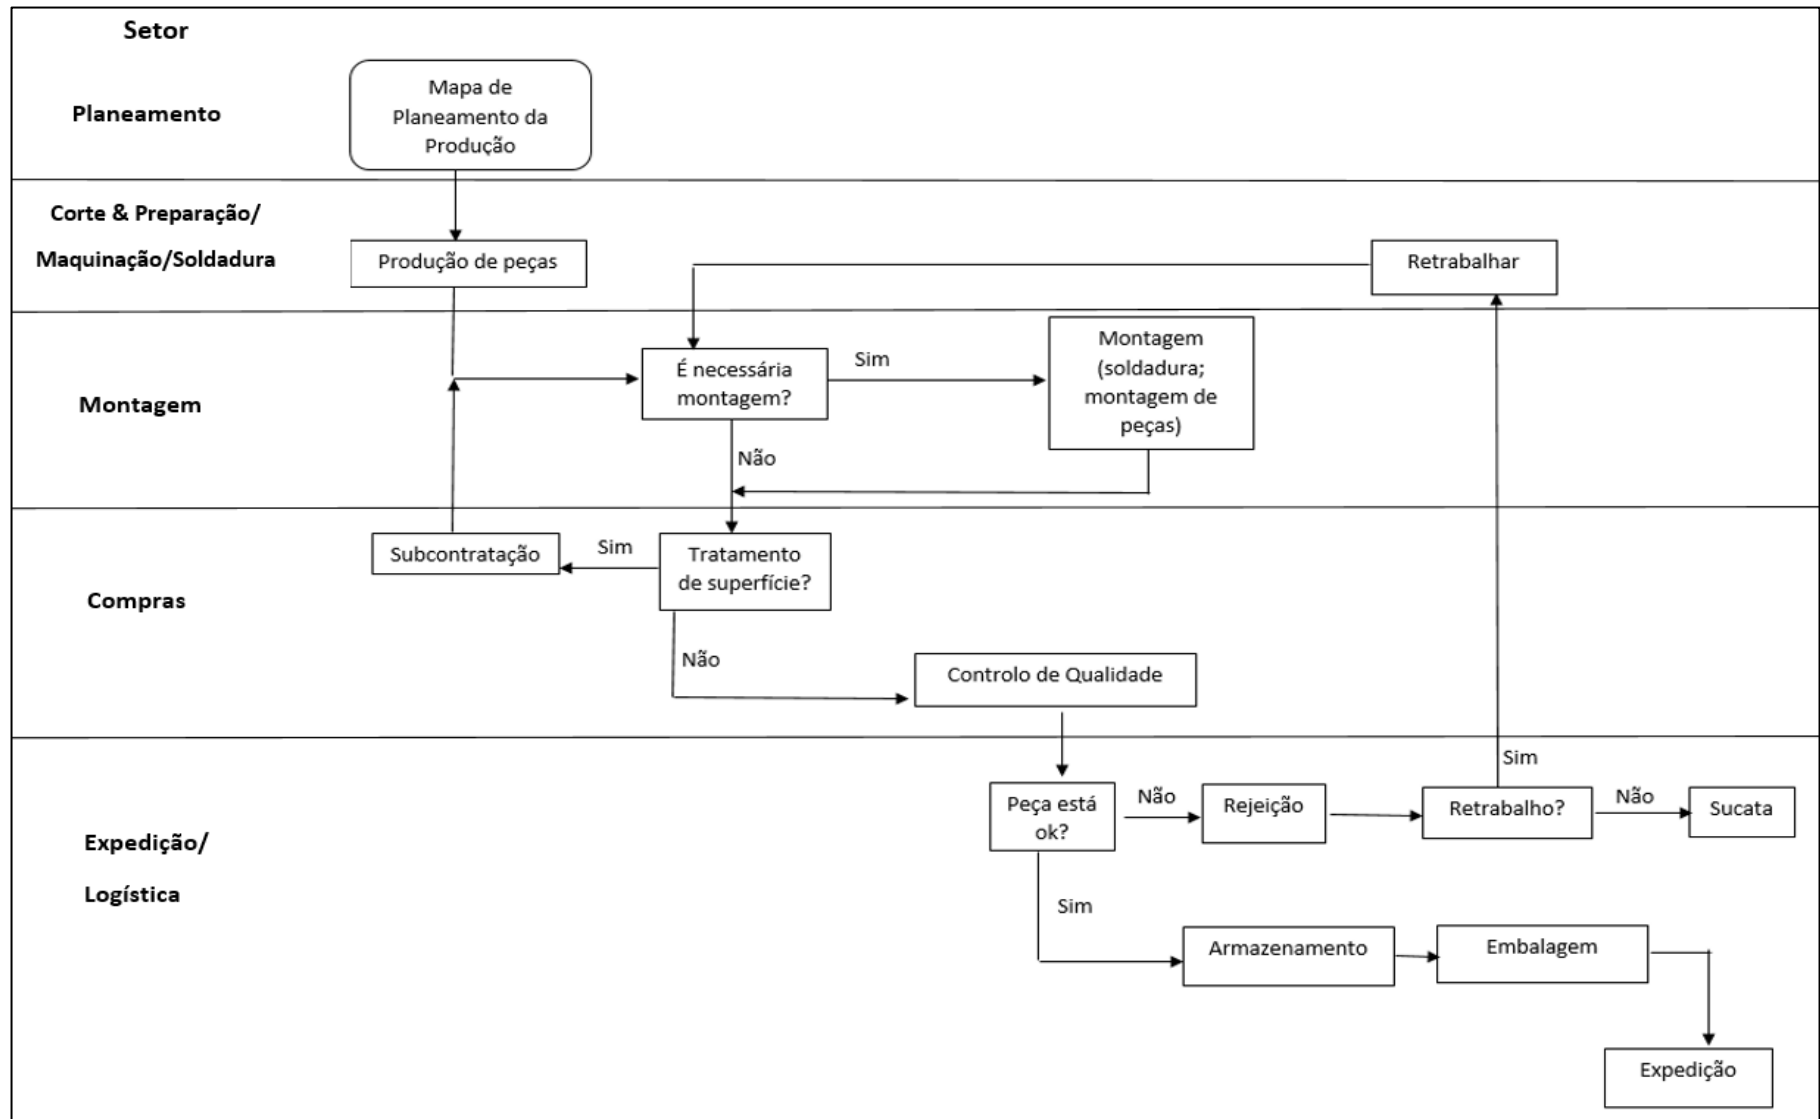 Setor
Planeamento
Mapa de
Planeamento da
Produção
Corte & Preparação/
Maquinação/Soldadura
Produção de peças
Retrabalhar
Montagem
É necessária
montagem?
Sim
Montagem
(soldadura;
montagem de
peças)
Não
Compras
Subcontratação
Sim
Tratamento
de superfície?
Não
Controlo de Qualidade
Expedição/
Logística
Peça está
ok?
Não
Rejeição
Retrabalho?
Sim
Não
Sucata
Sim
Armazenamento
Embalagem
Expedição